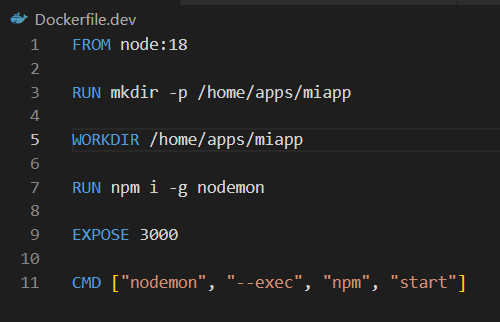 Dockerfile.dev
1 FROM node:18
2
3 RUN mkdir -p /home/apps/miapp
4
5 WORKDIR /home/apps/miapp
6
7 RUN npm i -g nodemon
8
9 EXPOSE 3000
10
11 CMD ["nodemon", "--exec", "npm", "start"]